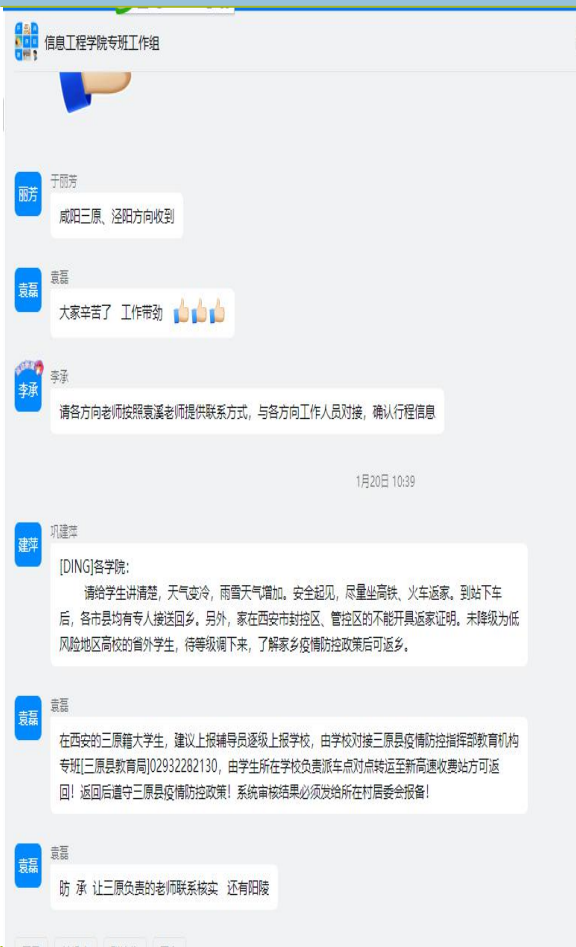 信息工程学院专班工作组
于丽芳
丽芳
咸阳三原、泾阳方向收到
袁磊
袁磊
大家辛苦了 工作带劲
李承
李承
请各方向老师按照袁溪老师提供联系方式，与各方向工作人员对接，确认行程信息
1月20日 10:39
巩建萍
建萍
[DING]各学院：
请给学生讲清楚，天气变冷，雨雪天气增加。安全起见，尽量坐高铁、火车返家。到站下车
后，各市县均有专人接送回乡。另外，家在西安市封控区、管控区的不能开具返家证明。未降级为低
风险地区高校的省外学生，待等级调下来，了解家乡疫情防控政策后可返乡。
袁磊
袁磊
在西安的三原籍大学生，建议上报辅导员逐级上报学校，由学校对接三原县疫情防控指挥部教育机构
专班[三原县教育局]02932282130，由学生所在学校负责派车点对点转运至新高速收费站方可返
回！返回后遵守三原县疫情防控政策！系统审核结果必须发给所在村居委会报备！
袁磊
袁磊
昉 承 让三原负责的老师联系核实 还有阳陵